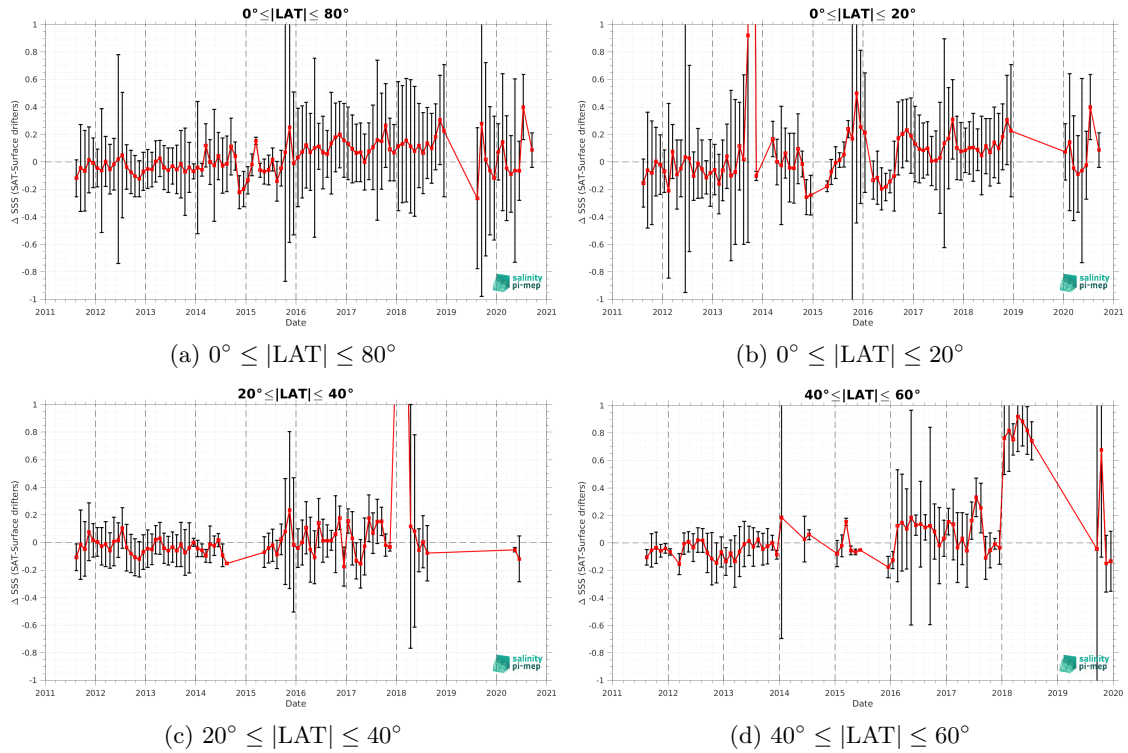 0°≤|LAT|≤ 80°
1
0.8
0.6
0.4
0.2
0
-0.2
-0.4
-0.6
-0.8
-1
Δ SSS (SAT-Surface drifters)
2011 2012 2013 2014 2015 2016 2017 2018 2019 2020 2021
Date
salinity
pi-mep
(a) 0° ≤ |LAT| ≤ 80°
0°≤|LAT|≤ 20°
1
0.8
0.6
0.4
0.2
0
-0.2
-0.4
-0.6
-0.8
-1
Δ SSS (SAT-Surface drifters)
2011 2012 2013 2014 2015 2016 2017 2018 2019 2020 2021
Date
salinity
pi-mep
(b) 0° ≤ |LAT| ≤ 20°
20°≤|LAT|≤ 40°
1
0.8
0.6
0.4
0.2
0
-0.2
-0.4
-0.6
-0.8
-1
Δ SSS (SAT-Surface drifters)
2011 2012 2013 2014 2015 2016 2017 2018 2019 2020 2021
Date
salinity
pi-mep
(c) 20° ≤ |LAT| ≤ 40°
40°≤|LAT|≤ 60°
1
0.8
0.6
0.4
0.2
0
-0.2
-0.4
-0.6
-0.8
-1
Δ SSS (SAT-Surface drifters)
2011 2012 2013 2014 2015 2016 2017 2018 2019 2020
Date
salinity
pi-mep
(d) 40° ≤ |LAT| ≤ 60°